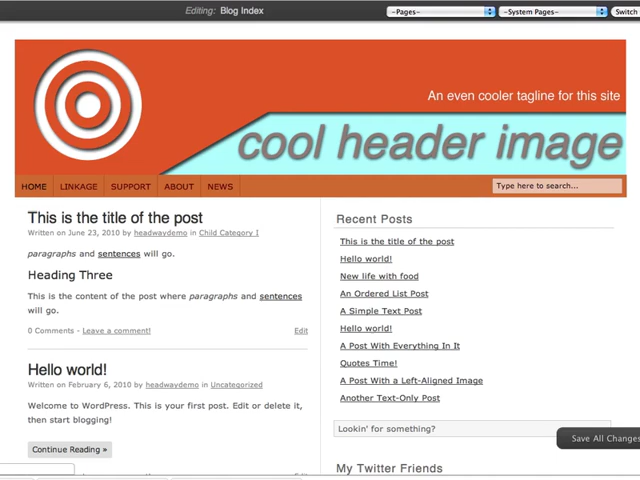 Editing: Blog Index
-Pages-
-System Pages-
Switch
An even cooler tagline for this site
cool header image
HOME
LINKAGE
SUPPORT
ABOUT
NEWS
Type here to search...
This is the title of the post
Written on June 23, 2010 by headwaydemo in Child Category I
paragraphs and sentences will go.
Heading Three
This is the content of the post where paragraphs and sentences
will go.
0 Comments - Leave a comment!
Edit
Hello world!
Written on February 6, 2010 by headwaydemo in Uncategorized
Welcome to WordPress. This is your first post. Edit or delete it,
then start blogging!
Continue Reading »
Recent Posts
This is the title of the post
Hello world!
New life with food
An Ordered List Post
A Simple Text Post
Hello world!
A Post With Everything In It
Quotes Time!
A Post With a Left-Aligned Image
Another Text-Only Post
Lookin' for something?
Save All Changes
My Twitter Friends